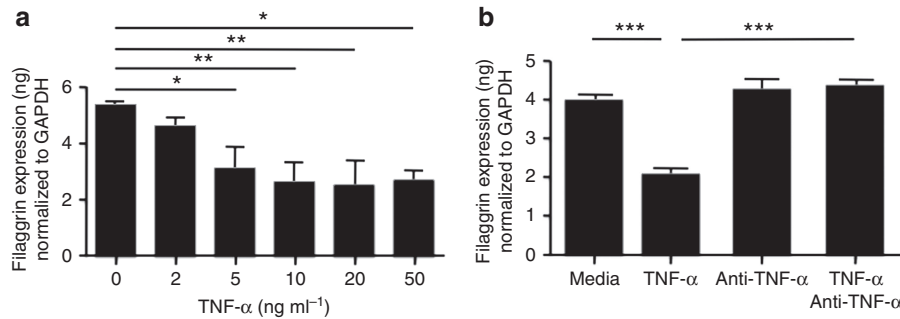 a
*
**
**
*
Filaggrin expression (ng)
normalized to GAPDH
6
4
2
0
0 2 5 10 20 50
TNF-α (ng ml⁻¹)
b
*** ***
Filaggrin expression (ng)
normalized to GAPDH
5
4
3
2
1
0
Media TNF-α Anti-TNF-α TNF-α
Anti-TNF-α